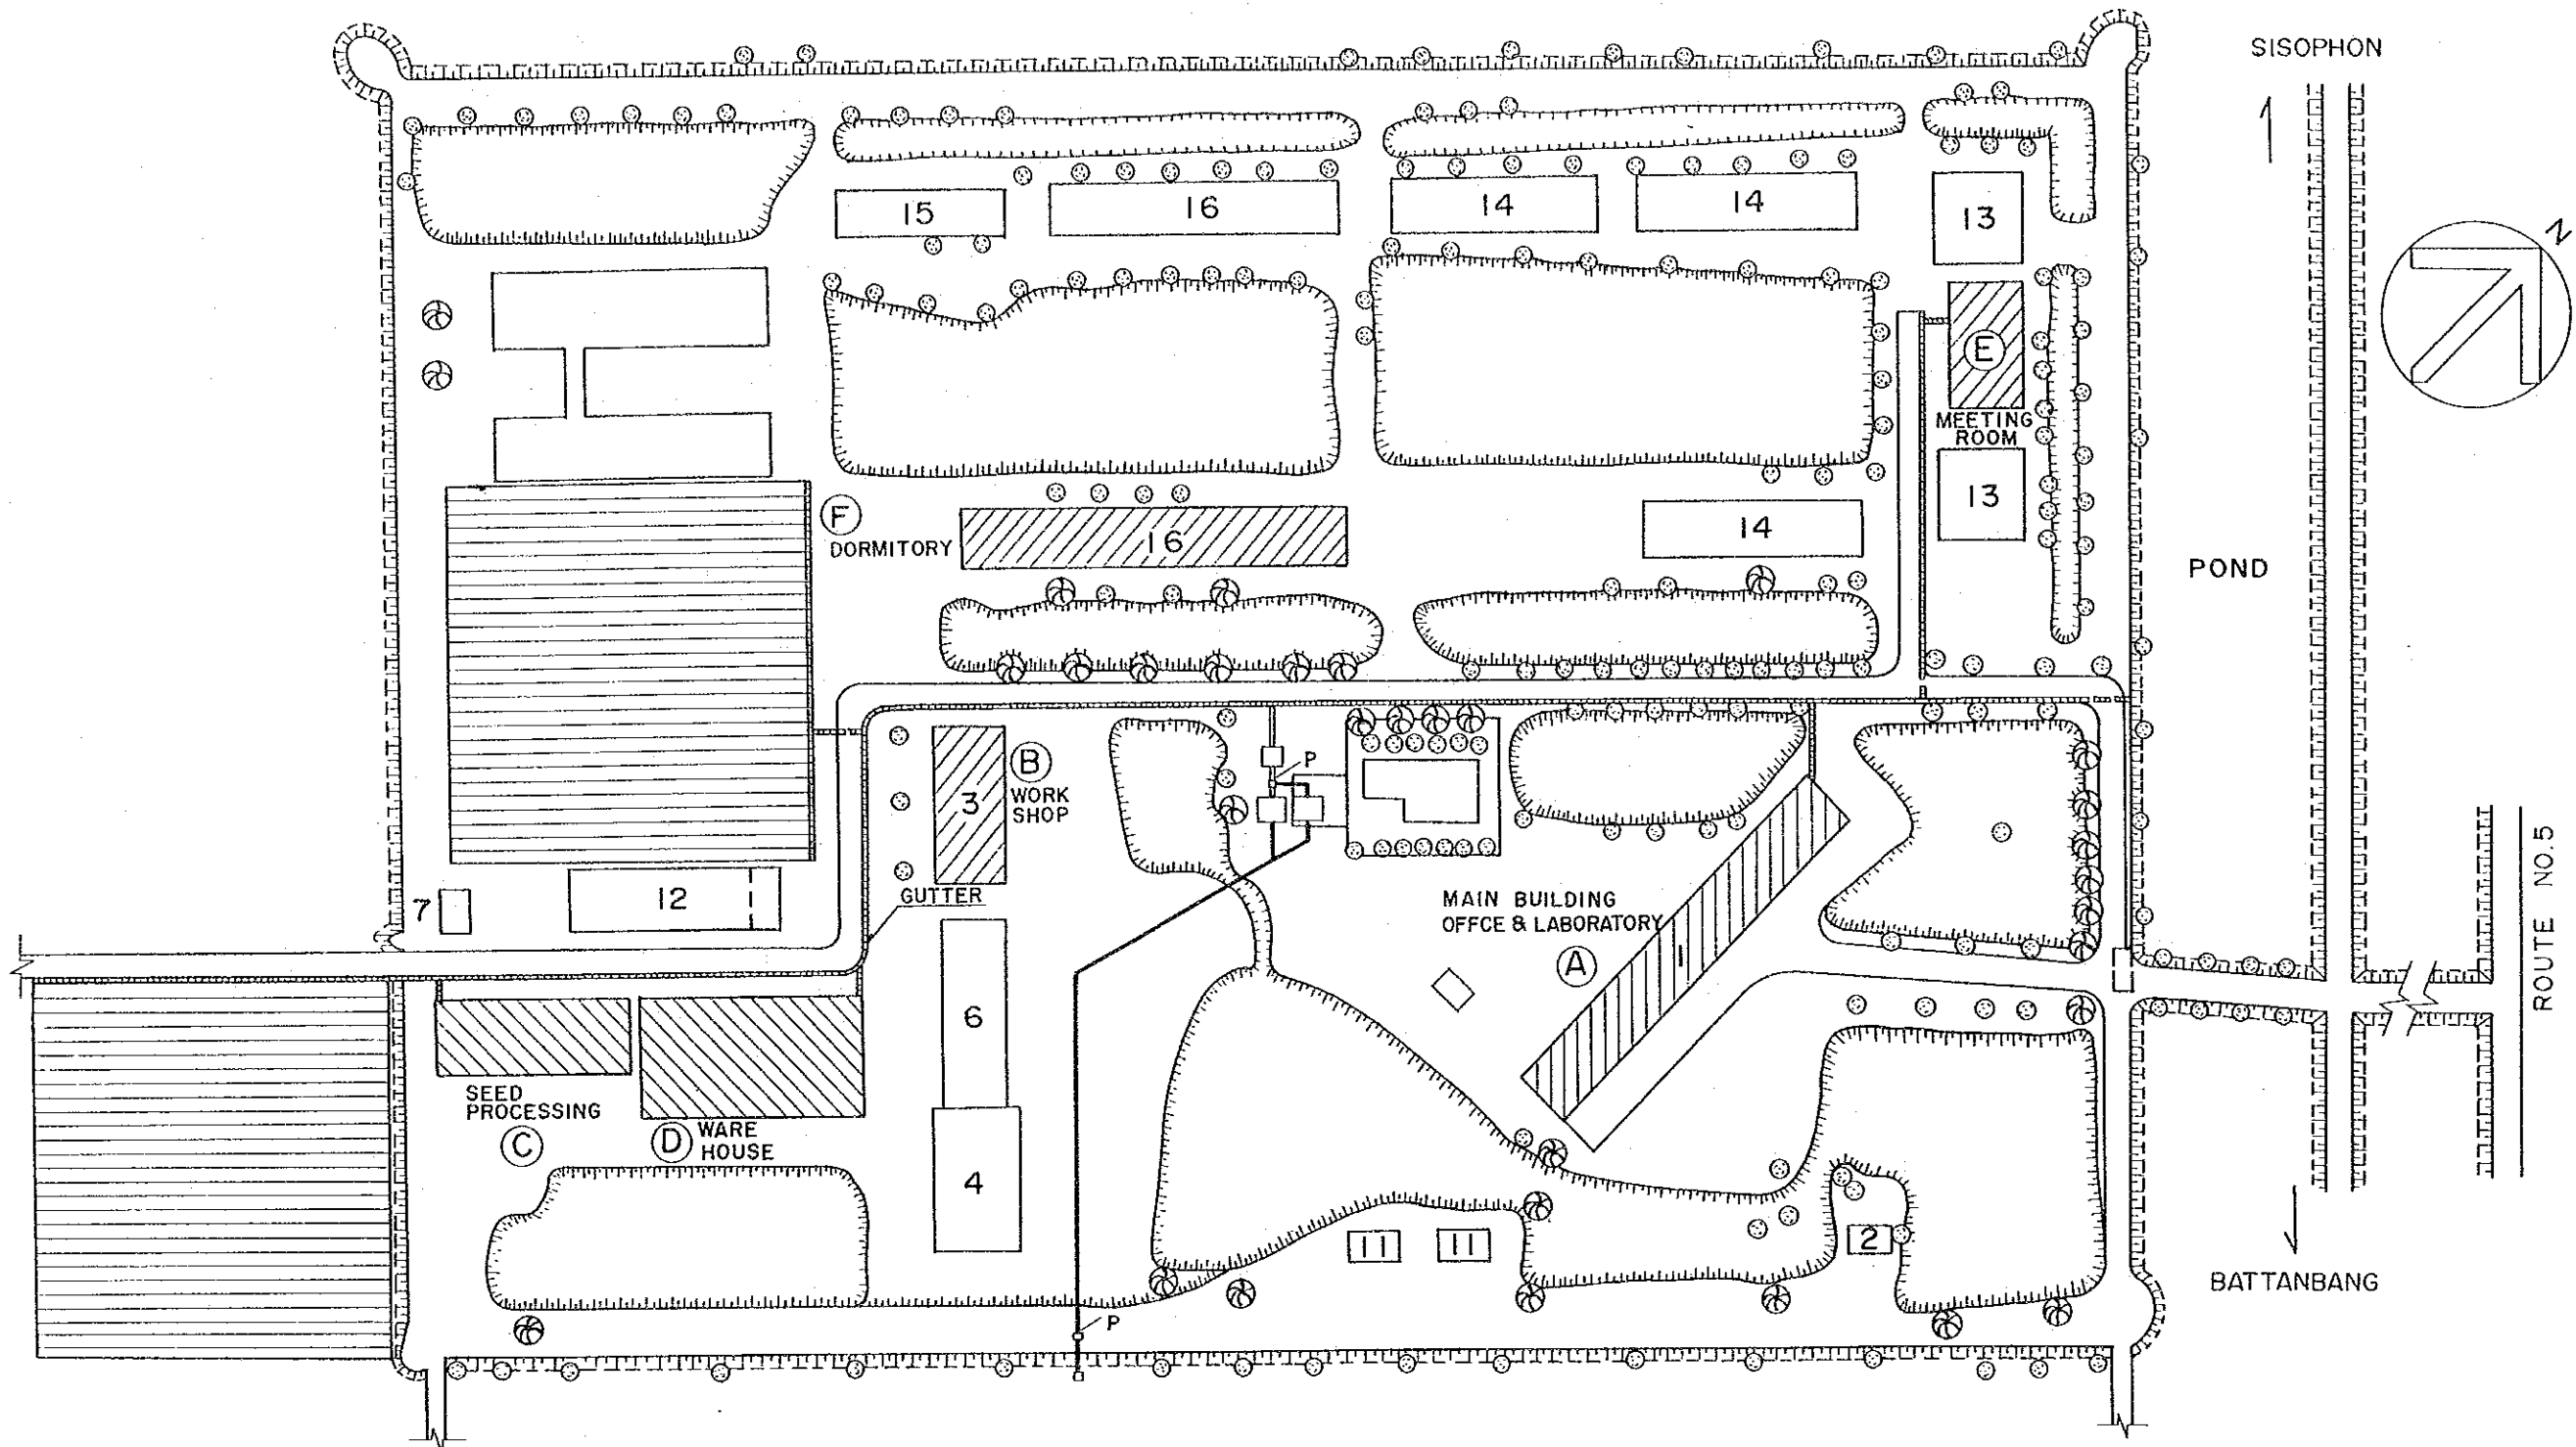 SISOPHON
N
15
16
14
14
13
E
MEETING
ROOM
13
F
DORMITORY
16
14
POND
B
WORK
SHOP
3
P
ROUTE NO.5
12
7
GUTTER
MAIN BUILDING
OFFCE & LABORATORY
A
1
6
SEED
PROCESSING
C
D
WARE
HOUSE
4
11
11
2
BATTANBANG
P